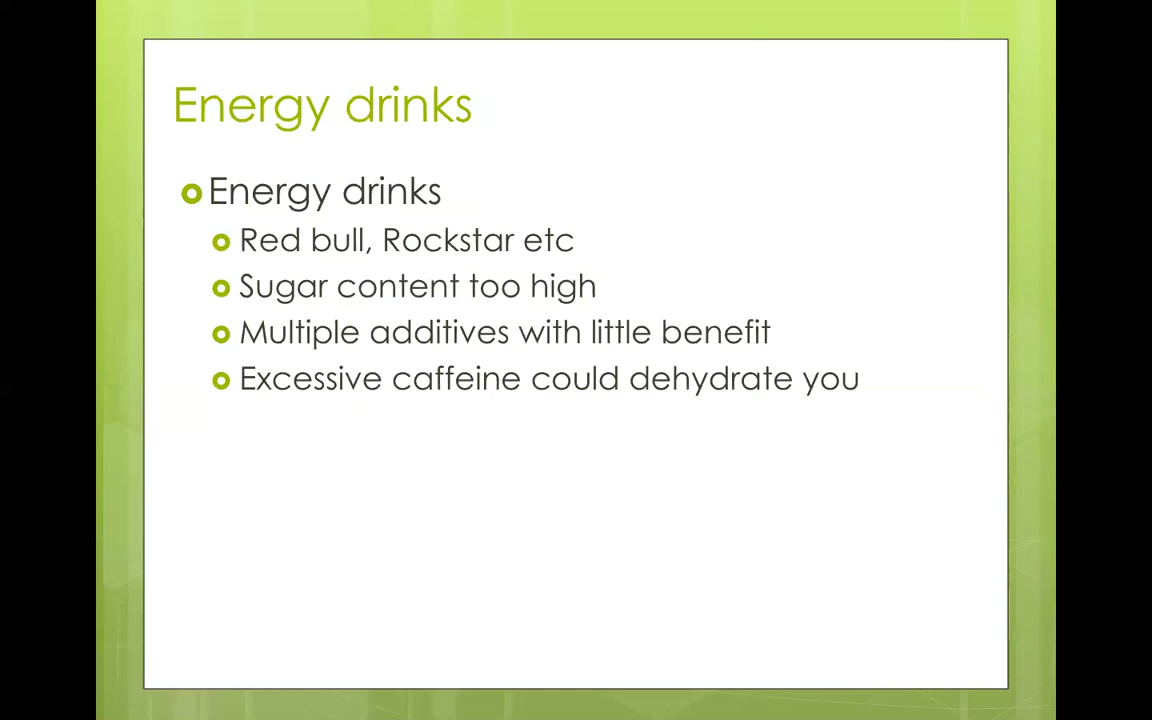 Energy drinks
Energy drinks
Red bull, Rockstar etc
Sugar content too high
Multiple additives with little benefit
Excessive caffeine could dehydrate you